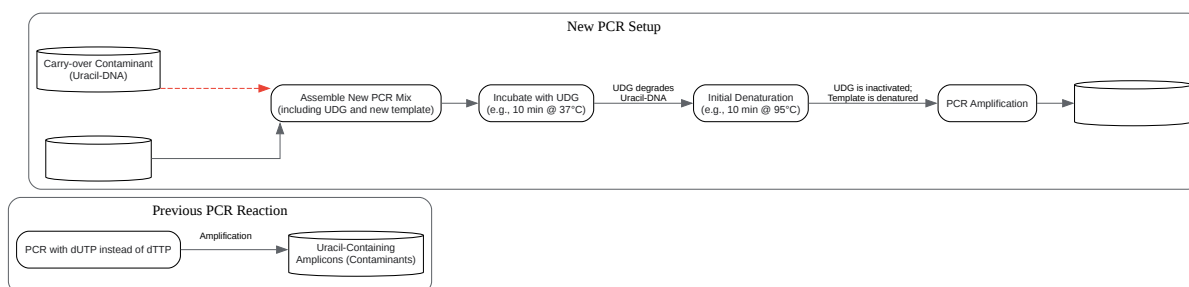 New PCR Setup
Carry-over Contaminant
(Uracil-DNA)
Assemble New PCR Mix
(including UDG and new template)
Incubate with UDG
(e.g., 10 min @ 37°C)
UDG degrades
Uracil-DNA
Initial Denaturation
(e.g., 10 min @ 95°C)
UDG is inactivated;
Template is denatured
PCR Amplification
Previous PCR Reaction
PCR with dUTP instead of dTTP
Amplification
Uracil-Containing
Amplicons (Contaminants)